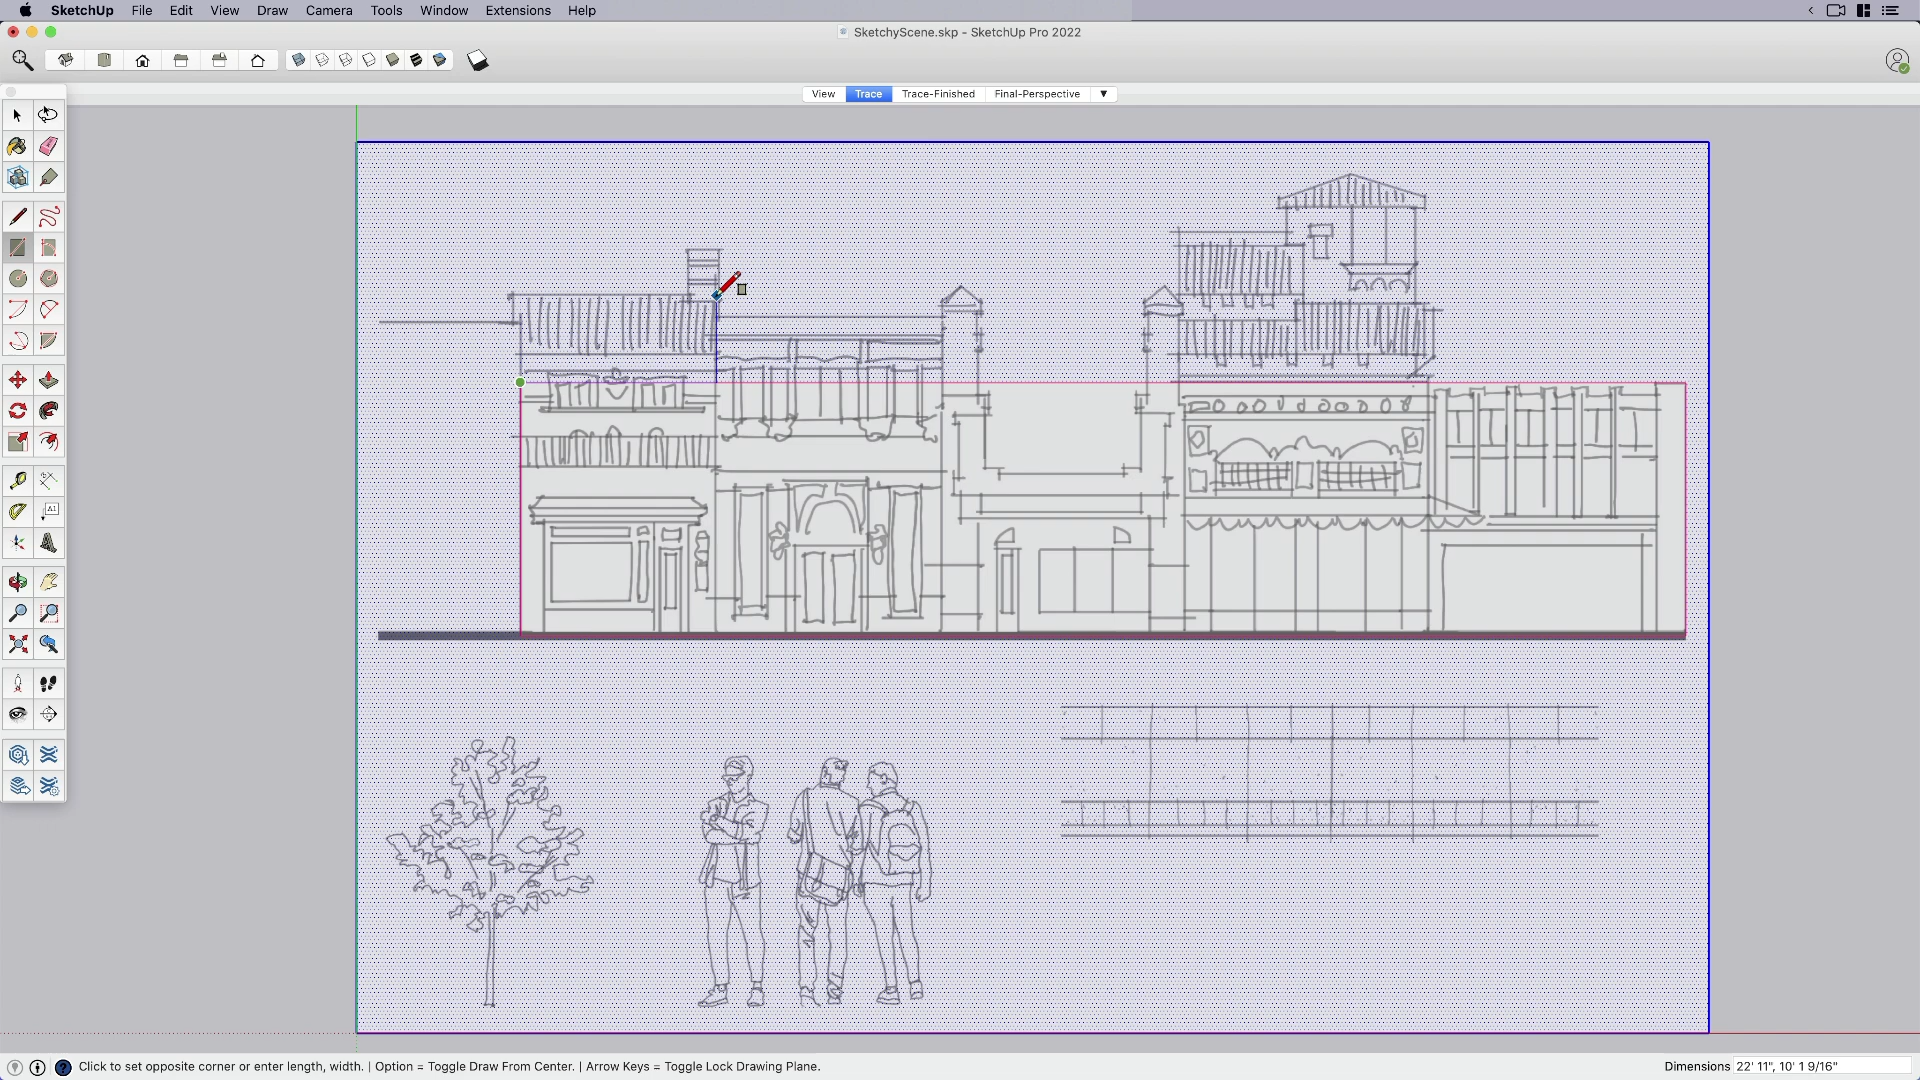 SketchUp File Edit View Draw Camera Tools Window Extensions Help
SketchyScene.skp - SketchUp Pro 2022
View Trace Trace-Finished Final-Perspective
A1
Click to set opposite corner or enter length, width. | Option = Toggle Draw From Center. | Arrow Keys = Toggle Lock Drawing Plane.
Dimensions 22' 11", 10' 1 9/16"